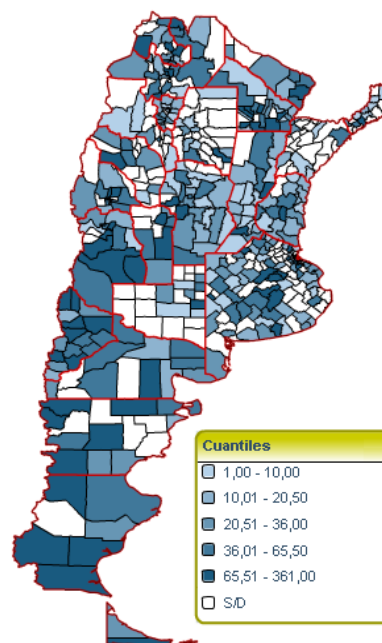 Cuantiles
1,00 - 10,00
10,01 - 20,50
20,51 - 36,00
36,01 - 65,50
65,51 - 361,00
S/D